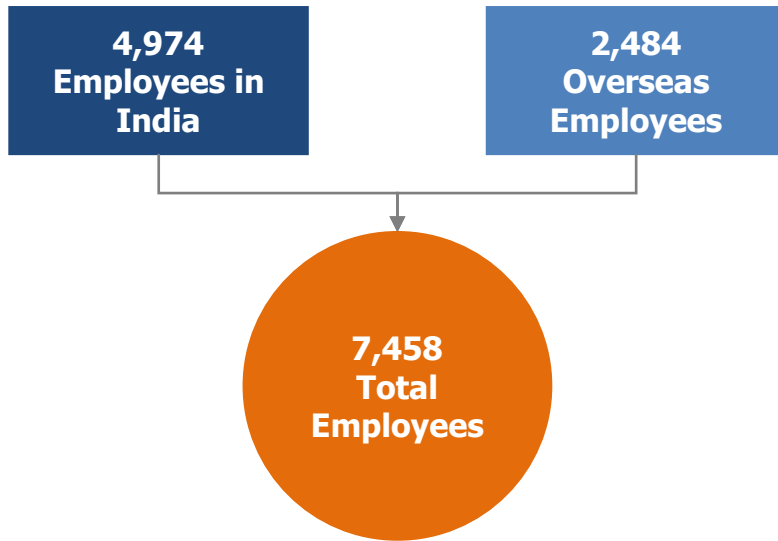 4,974
Employees in
India
2,484
Overseas
Employees
7,458
Total
Employees